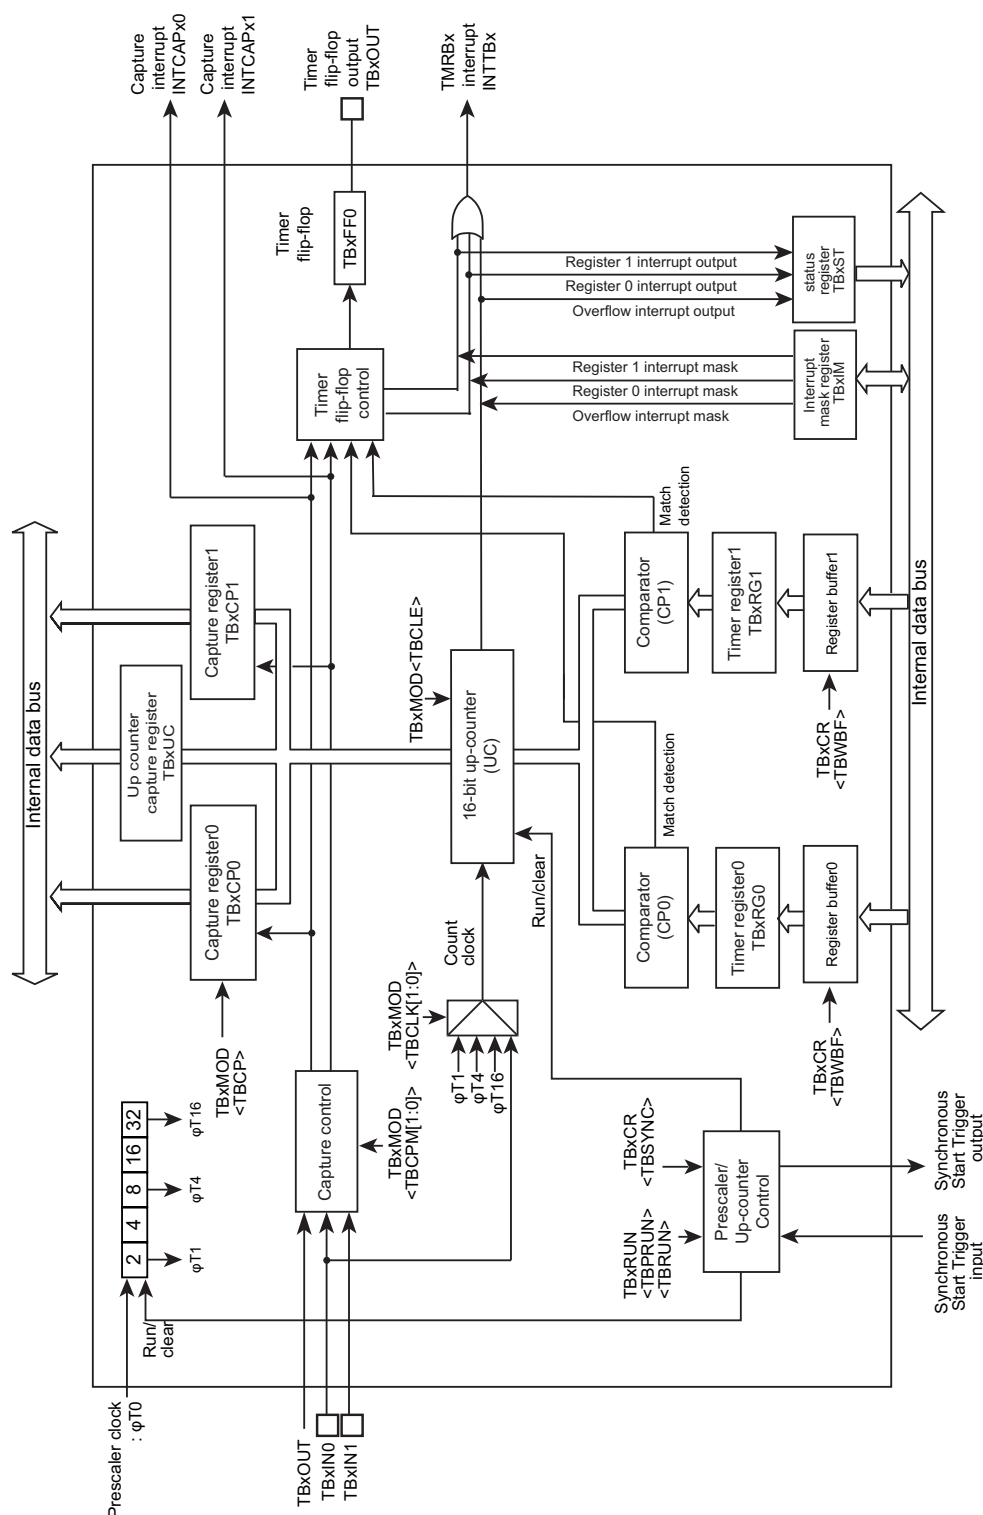 Internal data bus
Prescaler clock
: φT0
Run/
clear
2
4
8
16
32
φT1
φT4
φT16
TBxMOD
<TBCP>
Capture register0
TBxCP0
Up counter
capture register
TBxUC
Capture register1
TBxCP1
Capture
interrupt
INTCAPx0
Capture
interrupt
INTCAPx1
TBxOUT
TBxIN0
TBxIN1
Capture control
TBxMOD
<TBCPM[1:0]>
TBxMOD
<TBCLK[1:0]>
φT1
φT4
φT16
Count
clock
16-bit up-counter
(UC)
TBxMOD<TBCLE>
Run/clear
Timer
flip-flop
control
Timer
flip-flop
TBxFF0
Timer
flip-flop
output
TBxOUT
TMRBx
interrupt
INTTBx
Register 1 interrupt output
Register 0 interrupt output
Overflow interrupt output
Register 1 interrupt mask
Register 0 interrupt mask
Overflow interrupt mask
status
register
TBxST
Interrupt
mask register
TBxIM
Match detection
Match
detection
Comparator
(CP0)
Timer register0
TBxRG0
Register buffer0
TBxCR
<TBWBF>
Comparator
(CP1)
Timer register1
TBxRG1
Register buffer1
TBxCR
<TBWBF>
TBxRUN
<TBPRUN>
<TBRUN>
TBxCR
<TBSYNC>
Prescaler/
Up-counter
Control
Synchronous
Start Trigger
input
Synchronous
Start Trigger
output
Internal data bus